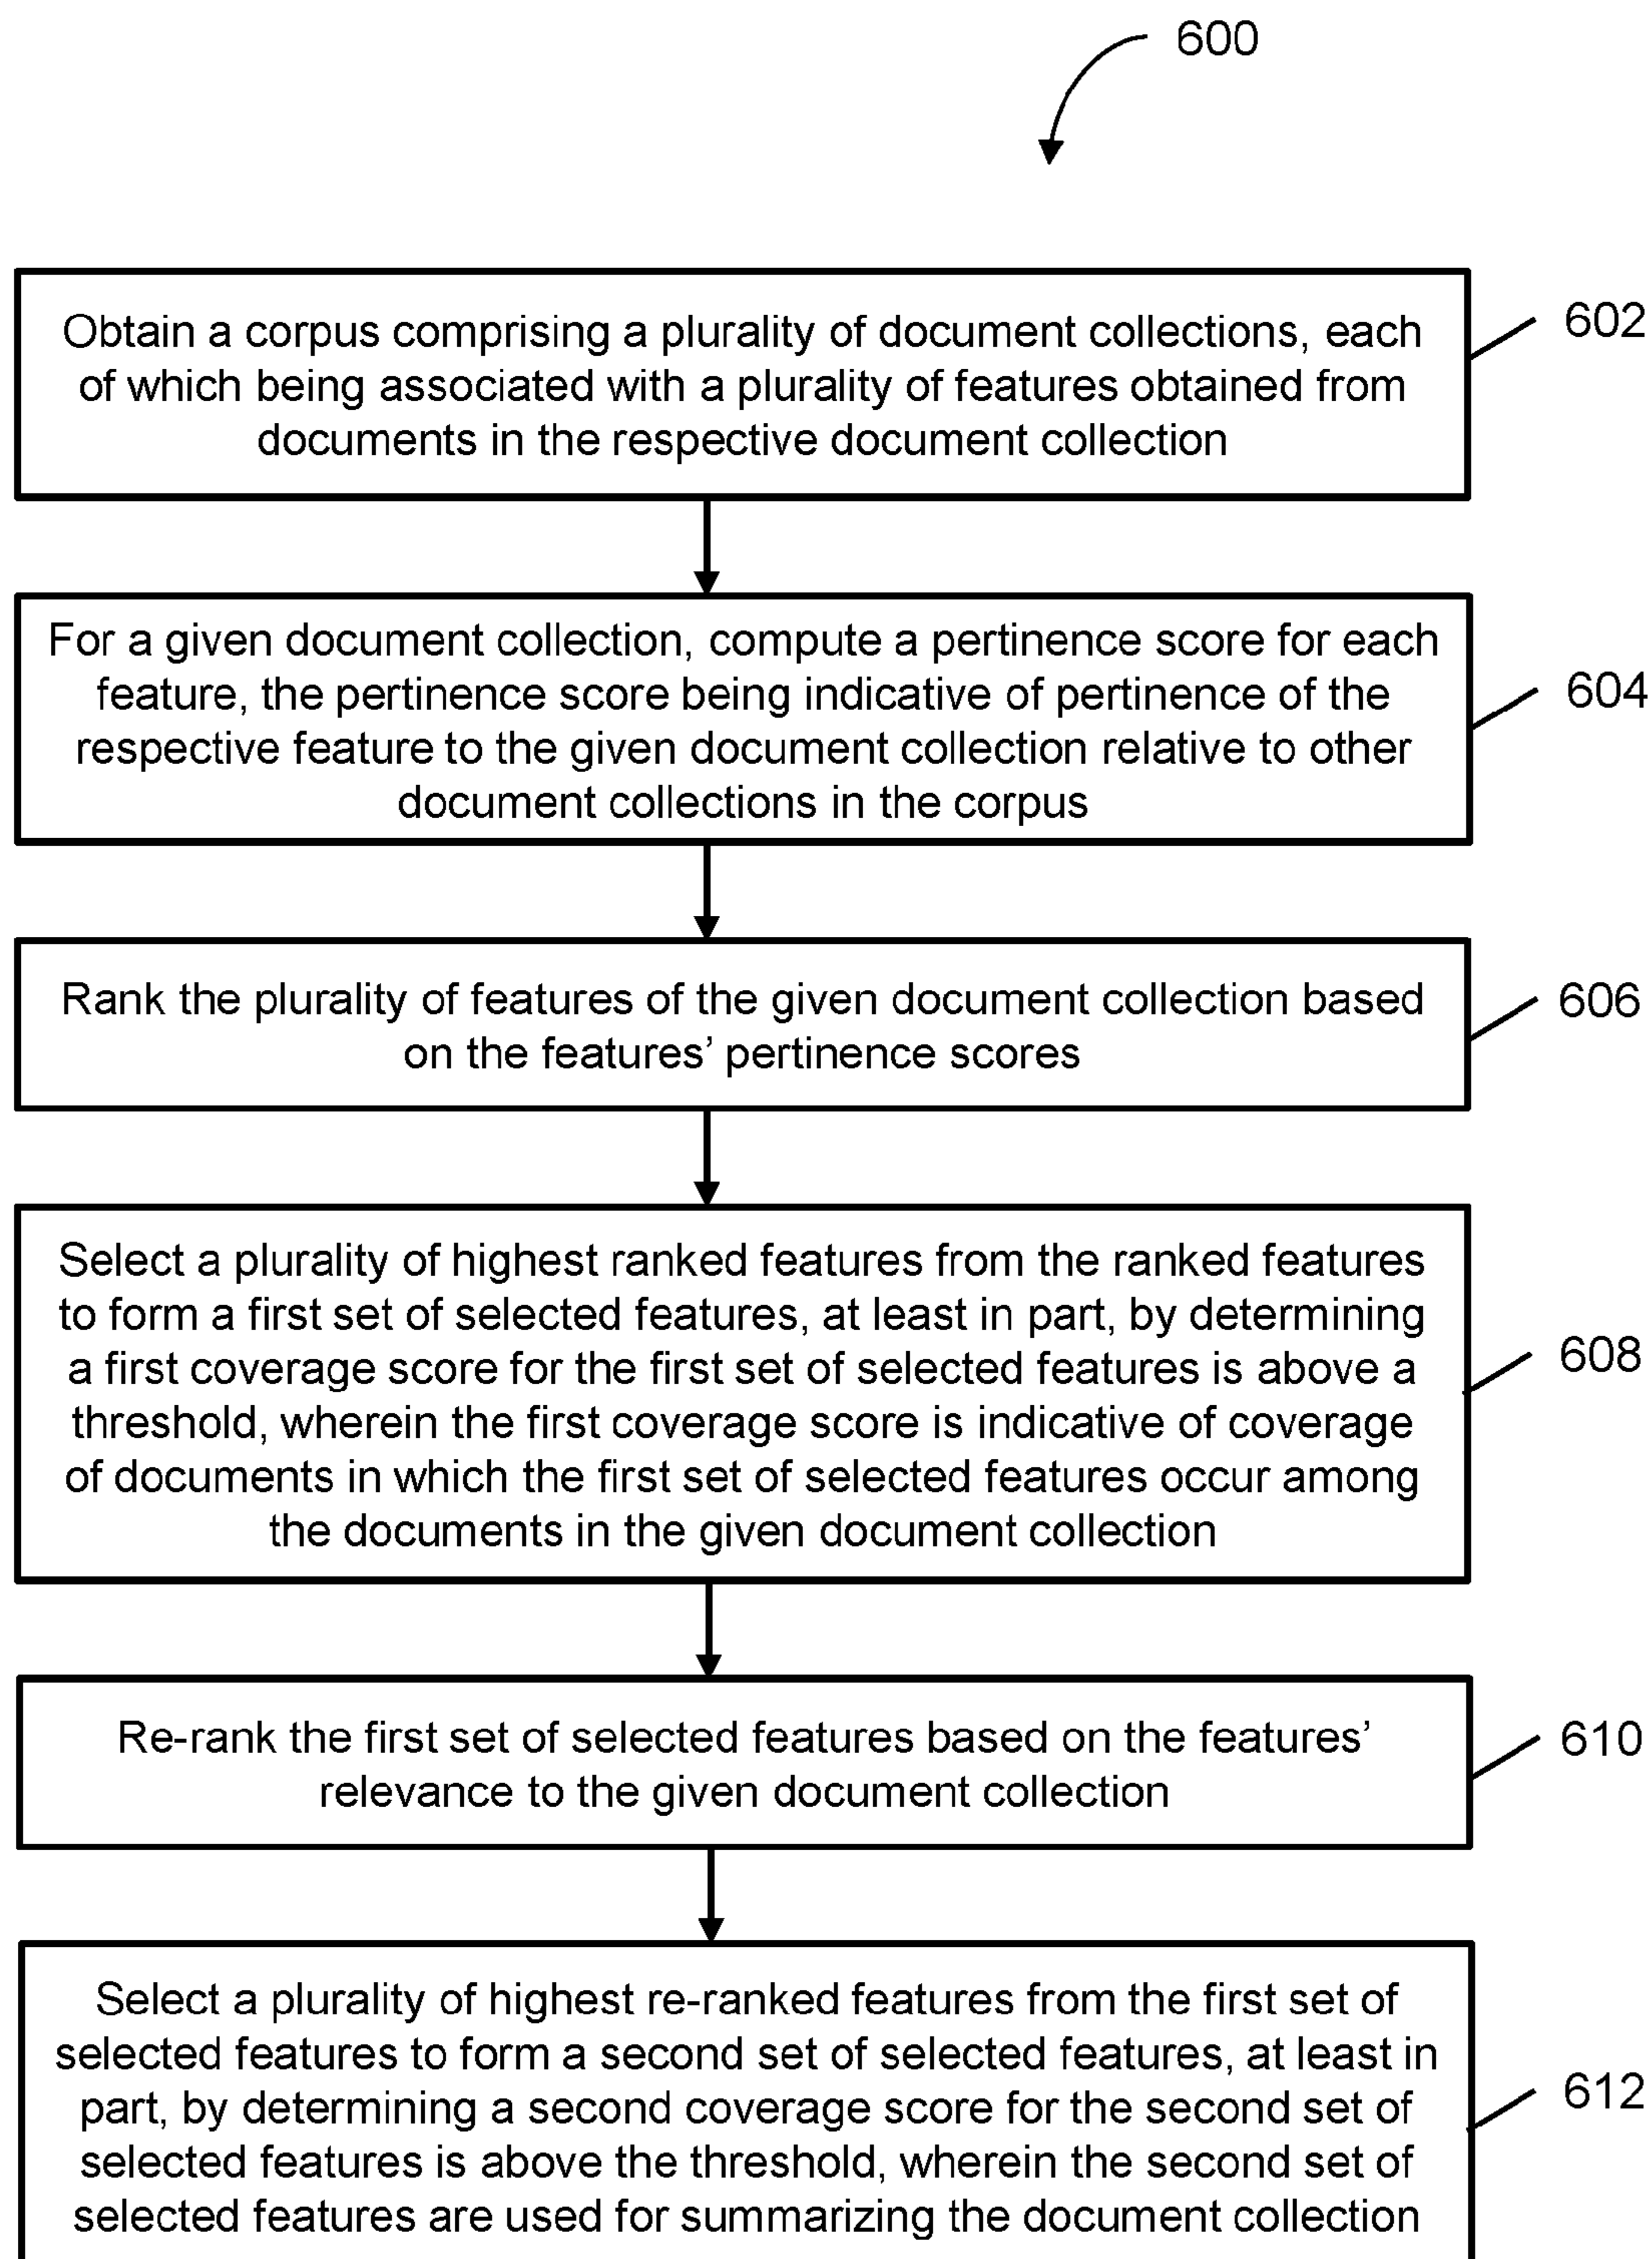 600
Obtain a corpus comprising a plurality of document collections, each
of which being associated with a plurality of features obtained from
documents in the respective document collection
602
For a given document collection, compute a pertinence score for each
feature, the pertinence score being indicative of pertinence of the
respective feature to the given document collection relative to other
document collections in the corpus
604
Rank the plurality of features of the given document collection based
on the features’ pertinence scores
606
Select a plurality of highest ranked features from the ranked features
to form a first set of selected features, at least in part, by determining
a first coverage score for the first set of selected features is above a
threshold, wherein the first coverage score is indicative of coverage
of documents in which the first set of selected features occur among
the documents in the given document collection
608
Re-rank the first set of selected features based on the features’
relevance to the given document collection
610
Select a plurality of highest re-ranked features from the first set of
selected features to form a second set of selected features, at least in
part, by determining a second coverage score for the second set of
selected features is above the threshold, wherein the second set of
selected features are used for summarizing the document collection
612